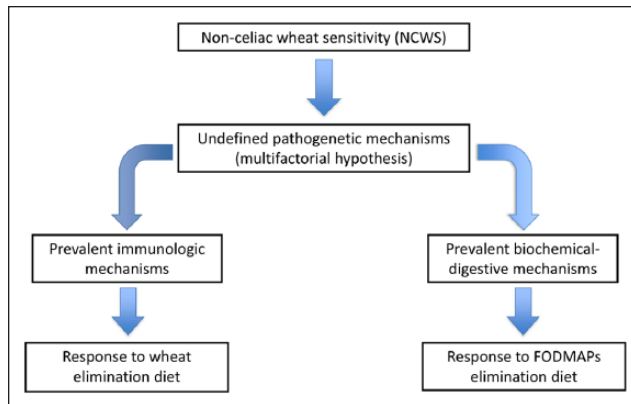 Non-celiac wheat sensitivity (NCWS)
Undefined pathogenetic mechanisms
(multifactorial hypothesis)
Prevalent immunologic
mechanisms
Prevalent biochemical-
digestive mechanisms
Response to wheat
elimination diet
Response to FODMAPs
elimination diet